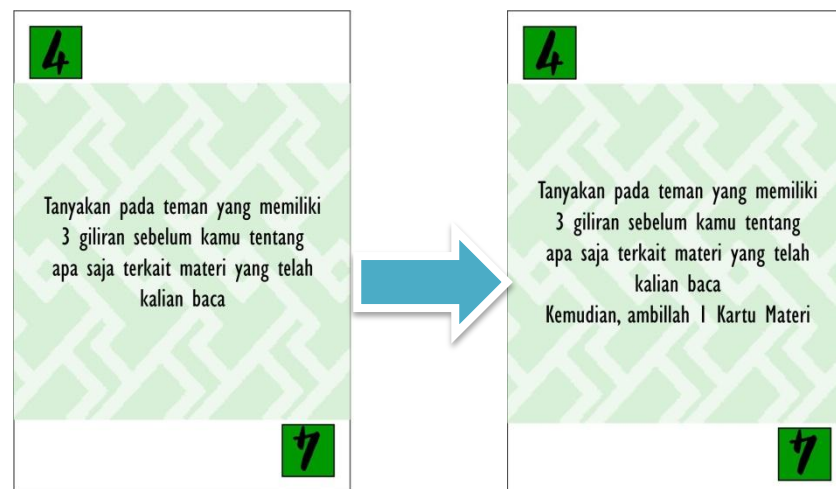 4
Tanyakan pada teman yang memiliki
3 giliran sebelum kamu tentang
apa saja terkait materi yang telah
kalian baca
4
4
Tanyakan pada teman yang memiliki
3 giliran sebelum kamu tentang
apa saja terkait materi yang telah
kalian baca
Kemudian, ambillah 1 Kartu Materi
4